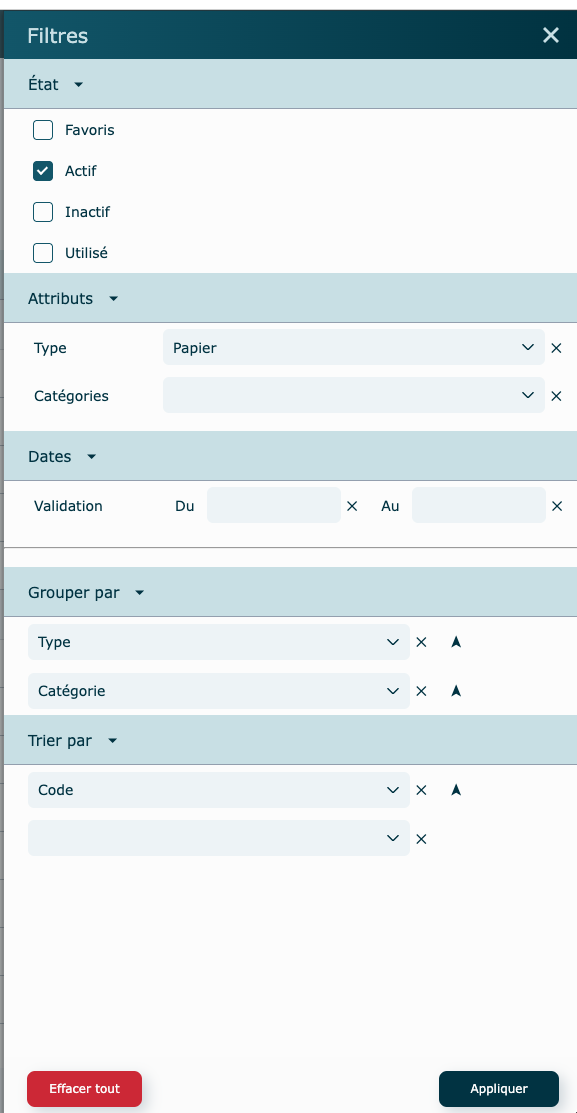 Filtres
État
Favoris
Actif
Inactif
Utilisé
Attributs
Type Papier
Catégories
Dates
Validation Du Au
Grouper par
Type
Catégorie
Trier par
Code
Effacer tout Appliquer